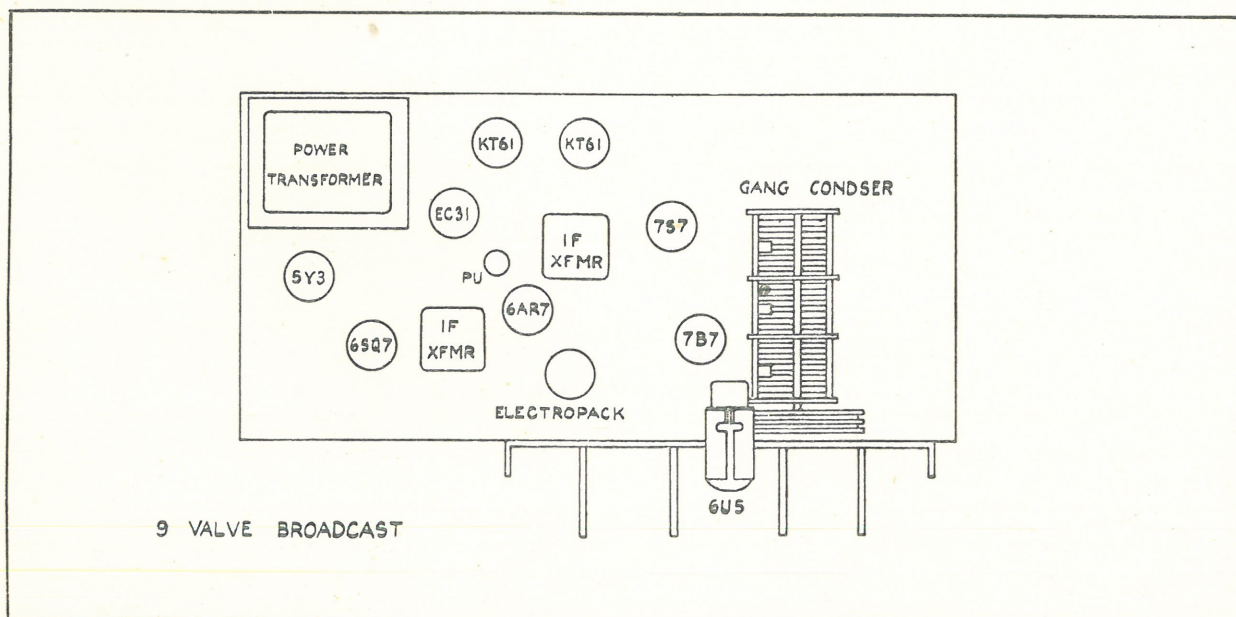 POWER
TRANSFORMER
KT61
KT61
GANG CONDSER
EC31
7S7
IF
XFMR
PU
5Y3
6AR7
6SQ7
IF
XFMR
7B7
ELECTROPACK
6U5
9 VALVE BROADCAST